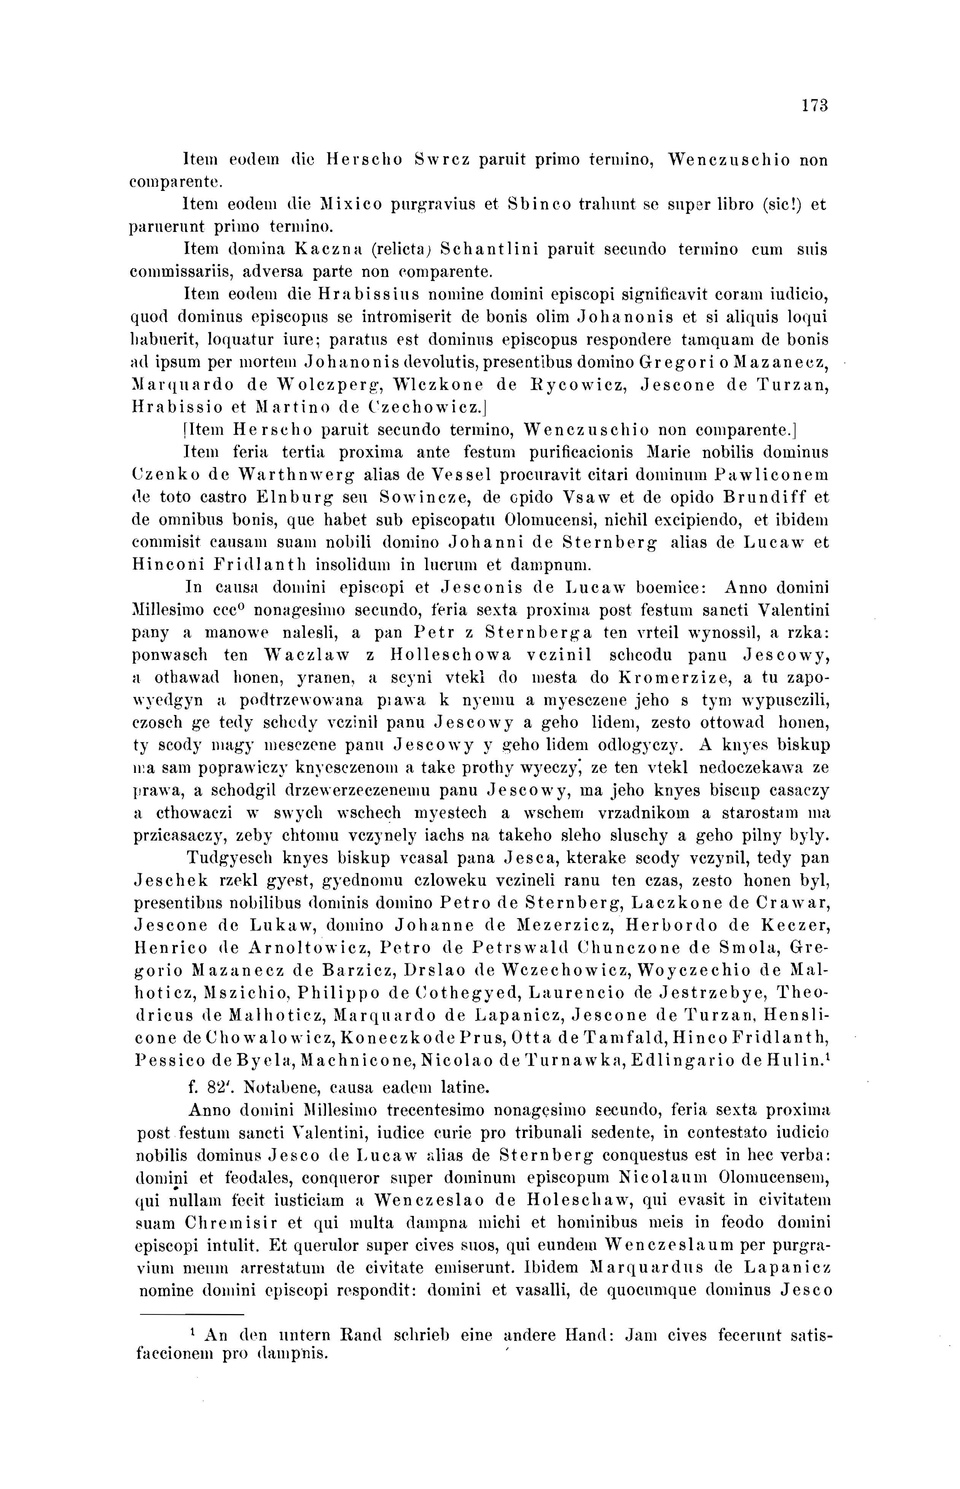 173
Item eodem die Herscho Swrcz paruit primo termino, Wenczuschio non
comparente.
Item eodem die Mixico purgravius et Sbinco trahunt se super libro (sic!) et
paruerunt primo termino.
Item domina Kaczna (relicta) Schantlini paruit secundo termino cum suis
commissariis, adversa parte non comparente.
Item eodem die Hrabissius nomine domini episcopi significavit coram iudicio,
quod dominus episcopus se intromiserit de bonis olim Johanonis et si aliquis loqui
habuerit, loquatur iure; paratus est dominus episcopus respondere tamquam de bonis
ad ipsum per mortem Johanonis devolutis, presentibus domino Gregorio Mazanecz,
Marquardo de Wolczperg, Wlczkone de Rycowicz, Jescone de Turzan,
Hrabissio et Martino de Czechowicz.]
[Item Herscho paruit secundo termino, Wenczuschio non comparente.]
Item feria tertia proxima ante festum purificacionis Marie nobilis dominus
Czenko de Warthnwerg alias de Vessel procuravit citari dominum Pawliconem
de toto castro Elnburg seu Sowincze, de opido Vsaw et de opido Brundiff et
de omnibus bonis, que habet sub episcopatu Olomucensi, nichil excipiendo, et ibidem
commisit causam suam nobili domino Johanni de Sternberg alias de Lucaw et
Hinconi Fridlanth insolidum in lucrum et dampnum.
In causa domini episcopi et Jesconis de Lucaw boemice: Anno domini
Millesimo ccc⁰ nonagesimo secundo, feria sexta proxima post festum sancti Valentini
pany a manowe nalesli, a pan Petr z Sternberga ten vrteil wynossil, a rzka:
ponwasch ten Waczlaw z Holleschowa vczinil schcodu panu Jescowy,
a othawad honen, yranen, a scyni vtekl do mesta do Kromerzize, a tu zapo-
wyedgyn a podtrzewowana prawa k nyemu a myesczene jeho s tym wypusczili,
czosch ge tedy schcdy vczinil panu Jescowy a geho lidem, zesto ottowad honen,
ty scody magy mesczene panu Jescowy y geho lidem odlogyczy. A knyes biskup
ma sam poprawiczy knyesczenom a take prothy wyeczy, ze ten vtekl nedoczekawa ze
prawa, a schodgil drzewerzeczenemu panu Jescowy, ma jeho knyes biscup casaczy
a cthowaczi w swych wschech myestech a wschem vrzadnikom a starostam ma
przicasaczy, zeby chtomu vczynely iachs na takeho sleho sluschy a geho pilny byly.
Tudgyesch knyes biskup vcasal pana Jesca, kterake scody vczynil, tedy pan
Jeschek rzekl gyest, gyednomu czloweku vczineli ranu ten czas, zesto honen byl,
presentibus nobilibus dominis domino Petro de Sternberg, Laczkone de Crawar,
Jescone de Lukaw, domino Johanne de Mezerzicz, Herbordo de Keczer,
Henrico de Arnoltowicz, Petro de Petrswald Chunczone de Smola, Gre-
gorio Mazanecz de Barzicz, Drslao de Wczechowicz, Woyczechio de Mal-
hoticz, Mszichio, Philippo de Cothegyed, Laurencio de Jestrzebye, Theo-
dricus de Malhoticz, Marquardo de Lapanicz, Jescone de Turzan, Hensli-
cone de Chowalowicz, Koneczko de Prus, Otta de Tamfald, Hinco Fridlanth,
Pessico de Byela, Machnicone, Nicolao de Turnawka, Edlingario de Hulin.¹
f. 82′. Notabene, causa eadem latine.
Anno domini Millesimo trecentesimo nonagesimo secundo, feria sexta proxima
post festum sancti Valentini, iudice curie pro tribunali sedente, in contestato iudicio
nobilis dominus Jesco de Lucaw alias de Sternberg conquestus est in hec verba:
domini et feodales, conqueror super dominum episcopum Nicolaum Olomucensem,
qui nullam fecit iusticiam a Wenczeslao de Holeschaw, qui evasit in civitatem
suam Chremisir et qui multa dampna michi et hominibus meis in feodo domini
episcopi intulit. Et querulor super cives suos, qui eundem Wenczeslaum per purgra-
vium meum arrestatum de civitate emiserunt. Ibidem Marquardus de Lapanicz
nomine domini episcopi respondit: domini et vasalli, de quocumque dominus Jesco
¹ An den untern Rand schrieb eine andere Hand: Jam cives fecerunt satis-
faccionem pro dampnis.